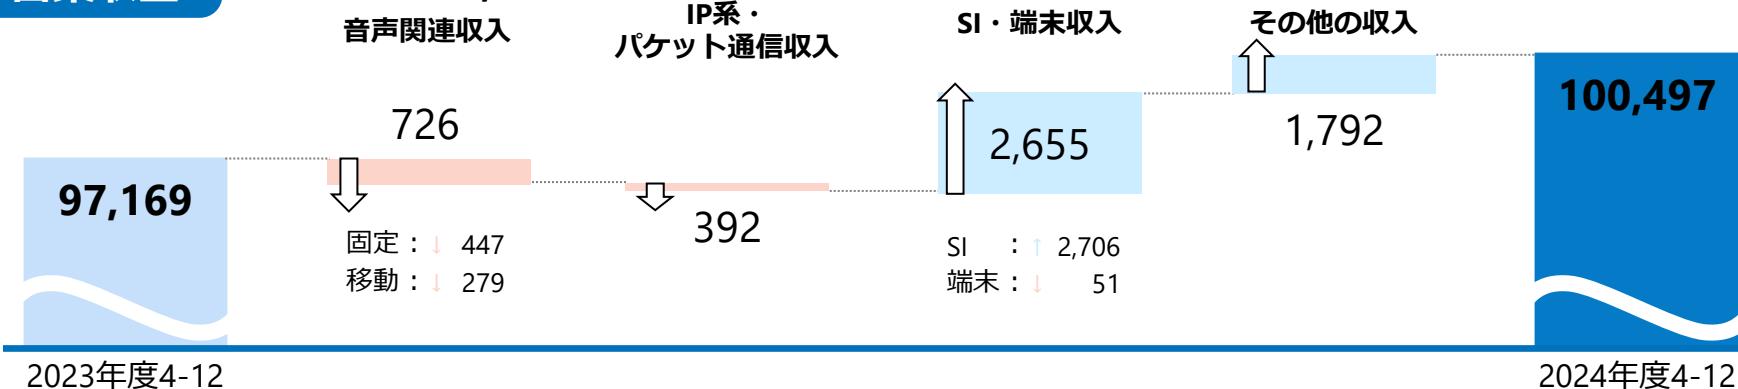 音声関連収入
IP系・
パケット通信収入
SI・端末収入
その他の収入
97,169
726
固定：↓ 447
移動：↓ 279
392
2,655
SI ：↑ 2,706
端末：↓ 51
1,792
100,497
2023年度4-12
2024年度4-12